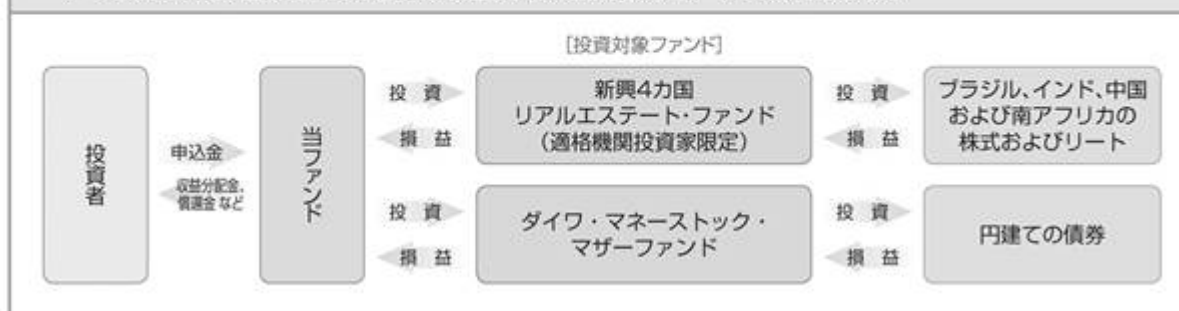 [投資対象ファンド]
投資者
申込金
収益分配金、
償還金 など
当ファンド
投 資
損 益
新興4カ国
リアルエステート・ファンド
(適格機関投資家限定)
投 資
損 益
ブラジル、インド、中国
および南アフリカの
株式およびリート
投 資
損 益
ダイワ・マネーストック・
マザーファンド
投 資
損 益
円建ての債券